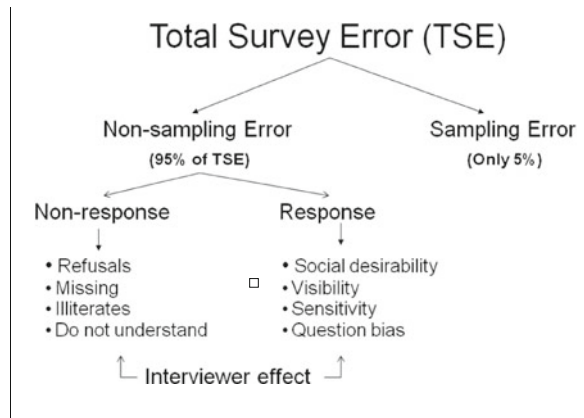 Total Survey Error (TSE)
Non-sampling Error
Sampling Error
(95% of TSE)
(Only 5%)
Non-response
Response
• Refusals
• Missing
• Illiterates
• Do not understand
• Social desirability
• Visibility
• Sensitivity
• Question bias
Interviewer effect